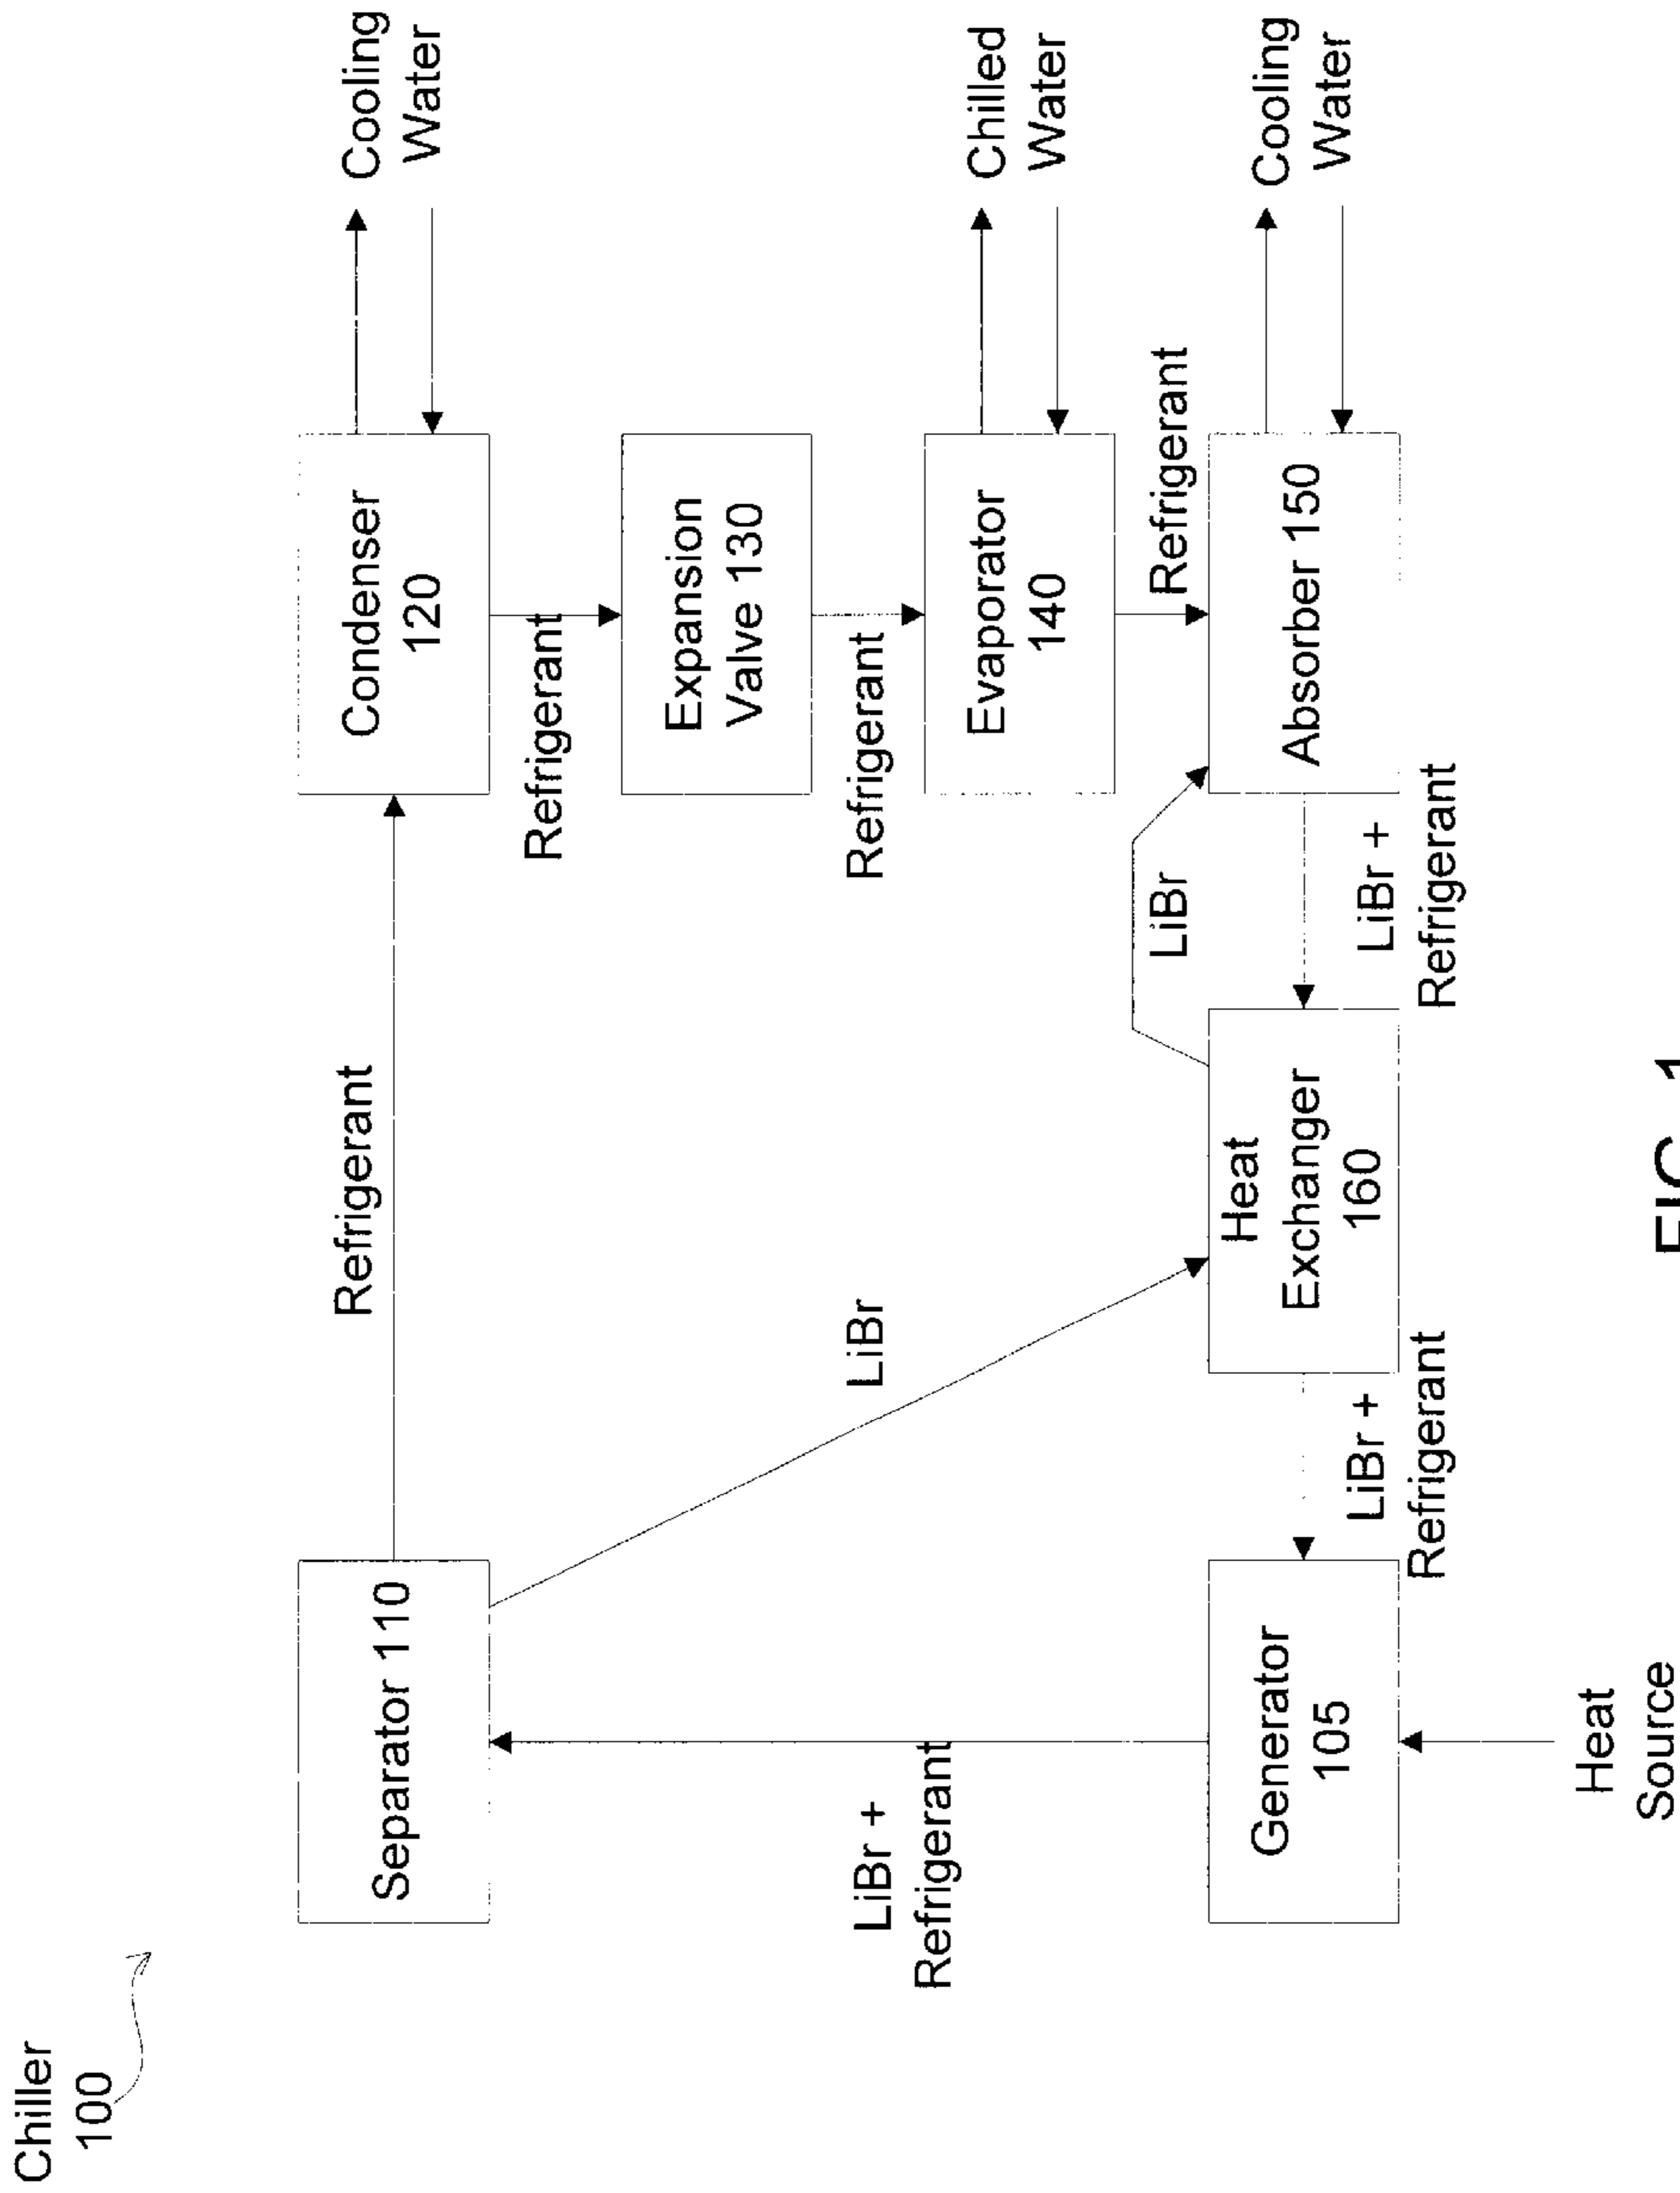 Chiller
100
Separator 110
Refrigerant
Condenser
120
Cooling
Water
Refrigerant
Expansion
Valve 130
Refrigerant
Evaporator
140
Chilled
Water
Refrigerant
LiBr +
Refrigerant
LiBr
LiBr
Generator
105
Heat
Exchanger
160
Absorber 150
Cooling
Water
LiBr +
Refrigerant
LiBr +
Refrigerant
Heat
Source
FIG. 1